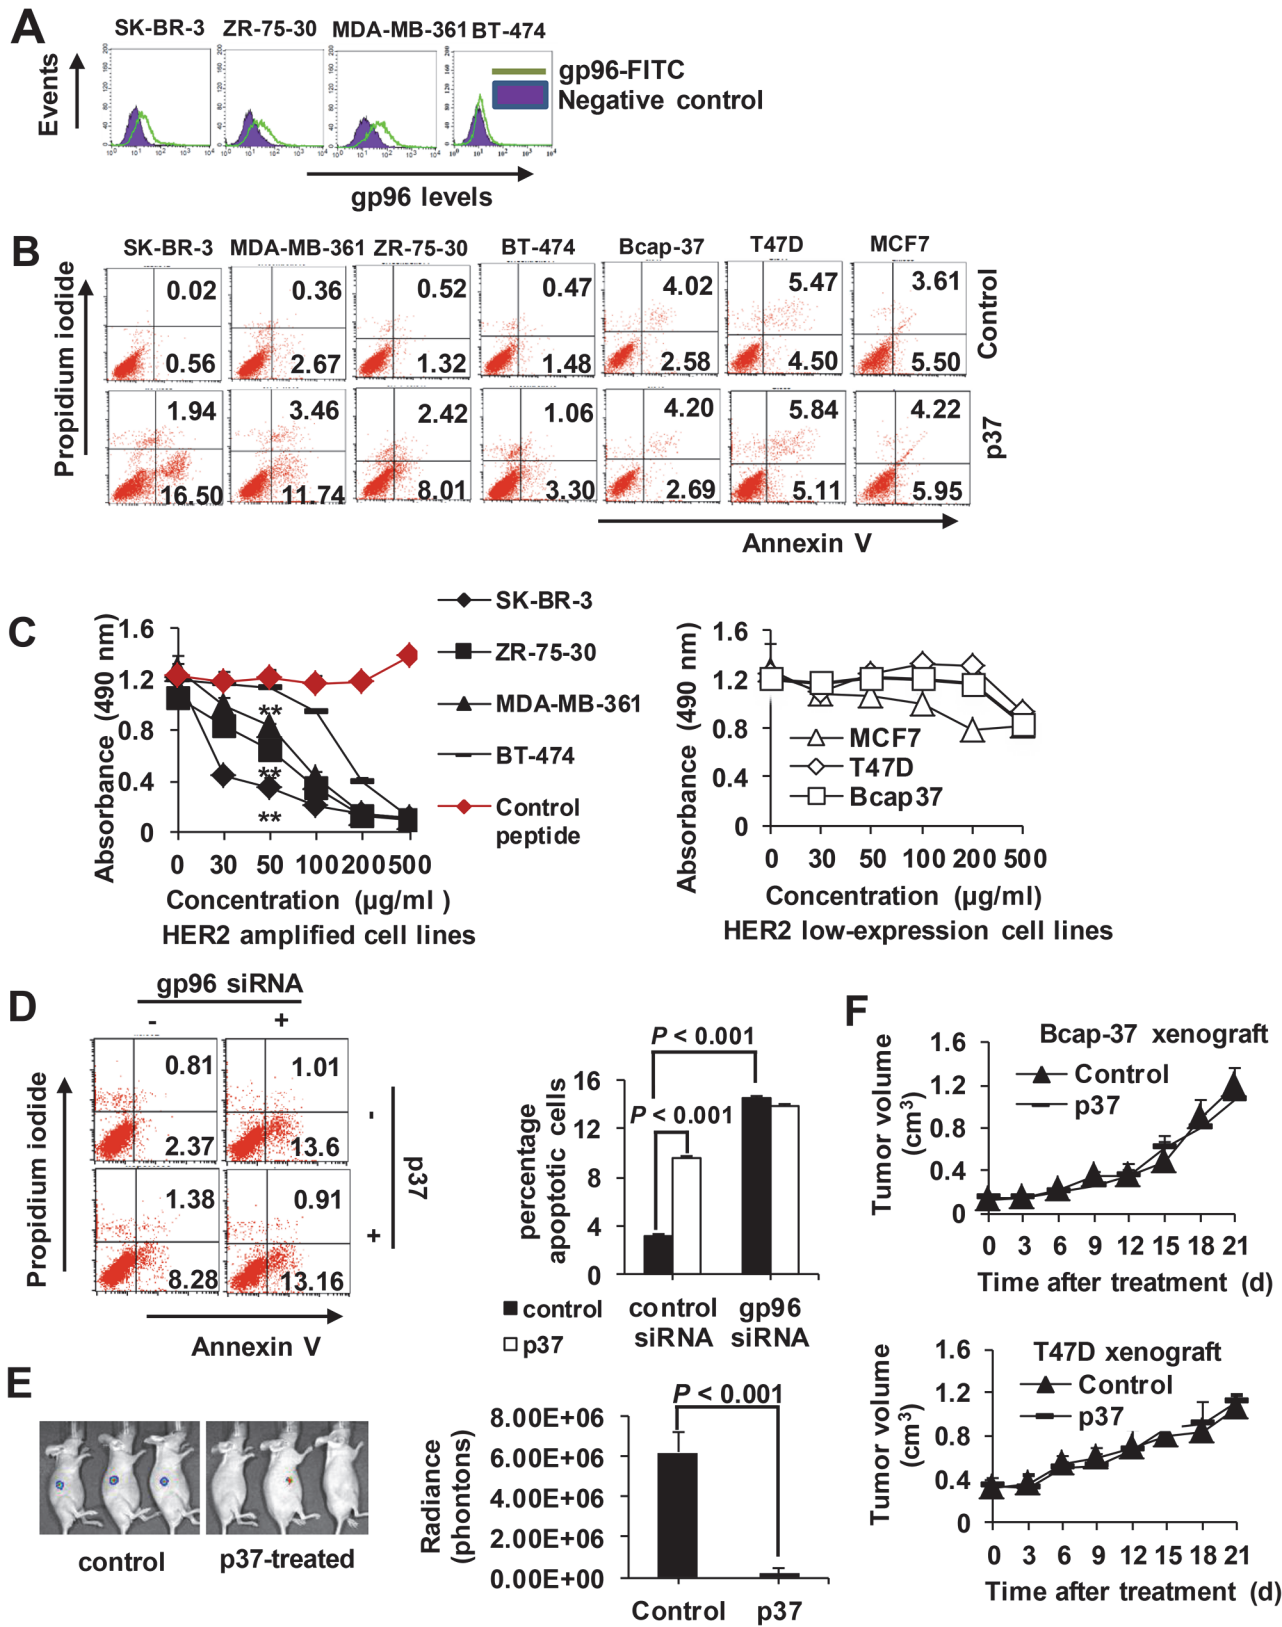 A
SK-BR-3 ZR-75-30 MDA-MB-361 BT-474
Events
gp96-FITC
Negative control
gp96 levels
B
SK-BR-3 MDA-MB-361 ZR-75-30 BT-474 Bcap-37 T47D MCF7
Propidium iodide
0.02 0.36 0.52 0.47 4.02 5.47 3.61
0.56 2.67 1.32 1.48 2.58 4.50 5.50
Control
1.94 3.46 2.42 1.06 4.20 5.84 4.22
16.50 11.74 8.01 3.30 2.69 5.11 5.95
p37
Annexin V
C
Absorbance (490 nm)
1.6
1.2
0.8
0.4
0
**
**
**
0 30 50 100 200 500
Concentration (µg/ml )
HER2 amplified cell lines
SK-BR-3
ZR-75-30
MDA-MB-361
BT-474
Control
peptide
Absorbance (490 nm)
1.6
1.2
0.8
0.4
0
MCF7
T47D
Bcap37
0 30 50 100 200 500
Concentration (µg/ml)
HER2 low-expression cell lines
D
gp96 siRNA
- +
Propidium iodide
0.81 1.01
2.37 13.6
-
1.38 0.91
8.28 13.16
+
p37
Annexin V
percentage
apoptotic cells
P < 0.001
P < 0.001
16
12
8
4
0
control
p37
control
siRNA
gp96
siRNA
E
control p37-treated
Radiance
(phontons)
P < 0.001
8.00E+06
6.00E+06
4.00E+06
2.00E+06
0.00E+00
Control p37
F
Bcap-37 xenograft
Control
p37
Tumor volume
(cm3)
1.6
1.2
0.8
0.4
0
0 3 6 9 12 15 18 21
Time after treatment (d)
T47D xenograft
Control
p37
Tumor volume
(cm3)
1.6
1.2
0.8
0.4
0
0 3 6 9 12 15 18 21
Time after treatment (d)